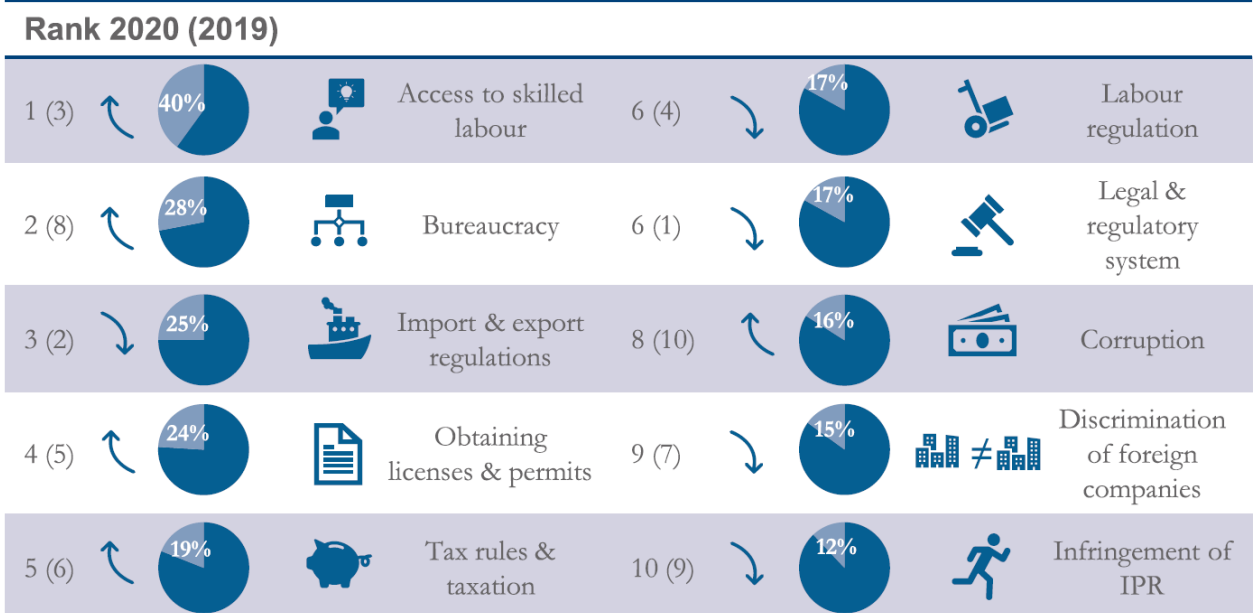 Rank 2020 (2019)
1 (3)
40%
Access to skilled
labour
2 (8)
28%
Bureaucracy
3 (2)
25%
Import & export
regulations
4 (5)
24%
Obtaining
licenses & permits
5 (6)
19%
Tax rules &
taxation
6 (4)
17%
Labour
regulation
6 (1)
17%
Legal &
regulatory
system
8 (10)
16%
Corruption
9 (7)
15%
≠
Discrimination
of foreign
companies
10 (9)
12%
Infringement of
IPR